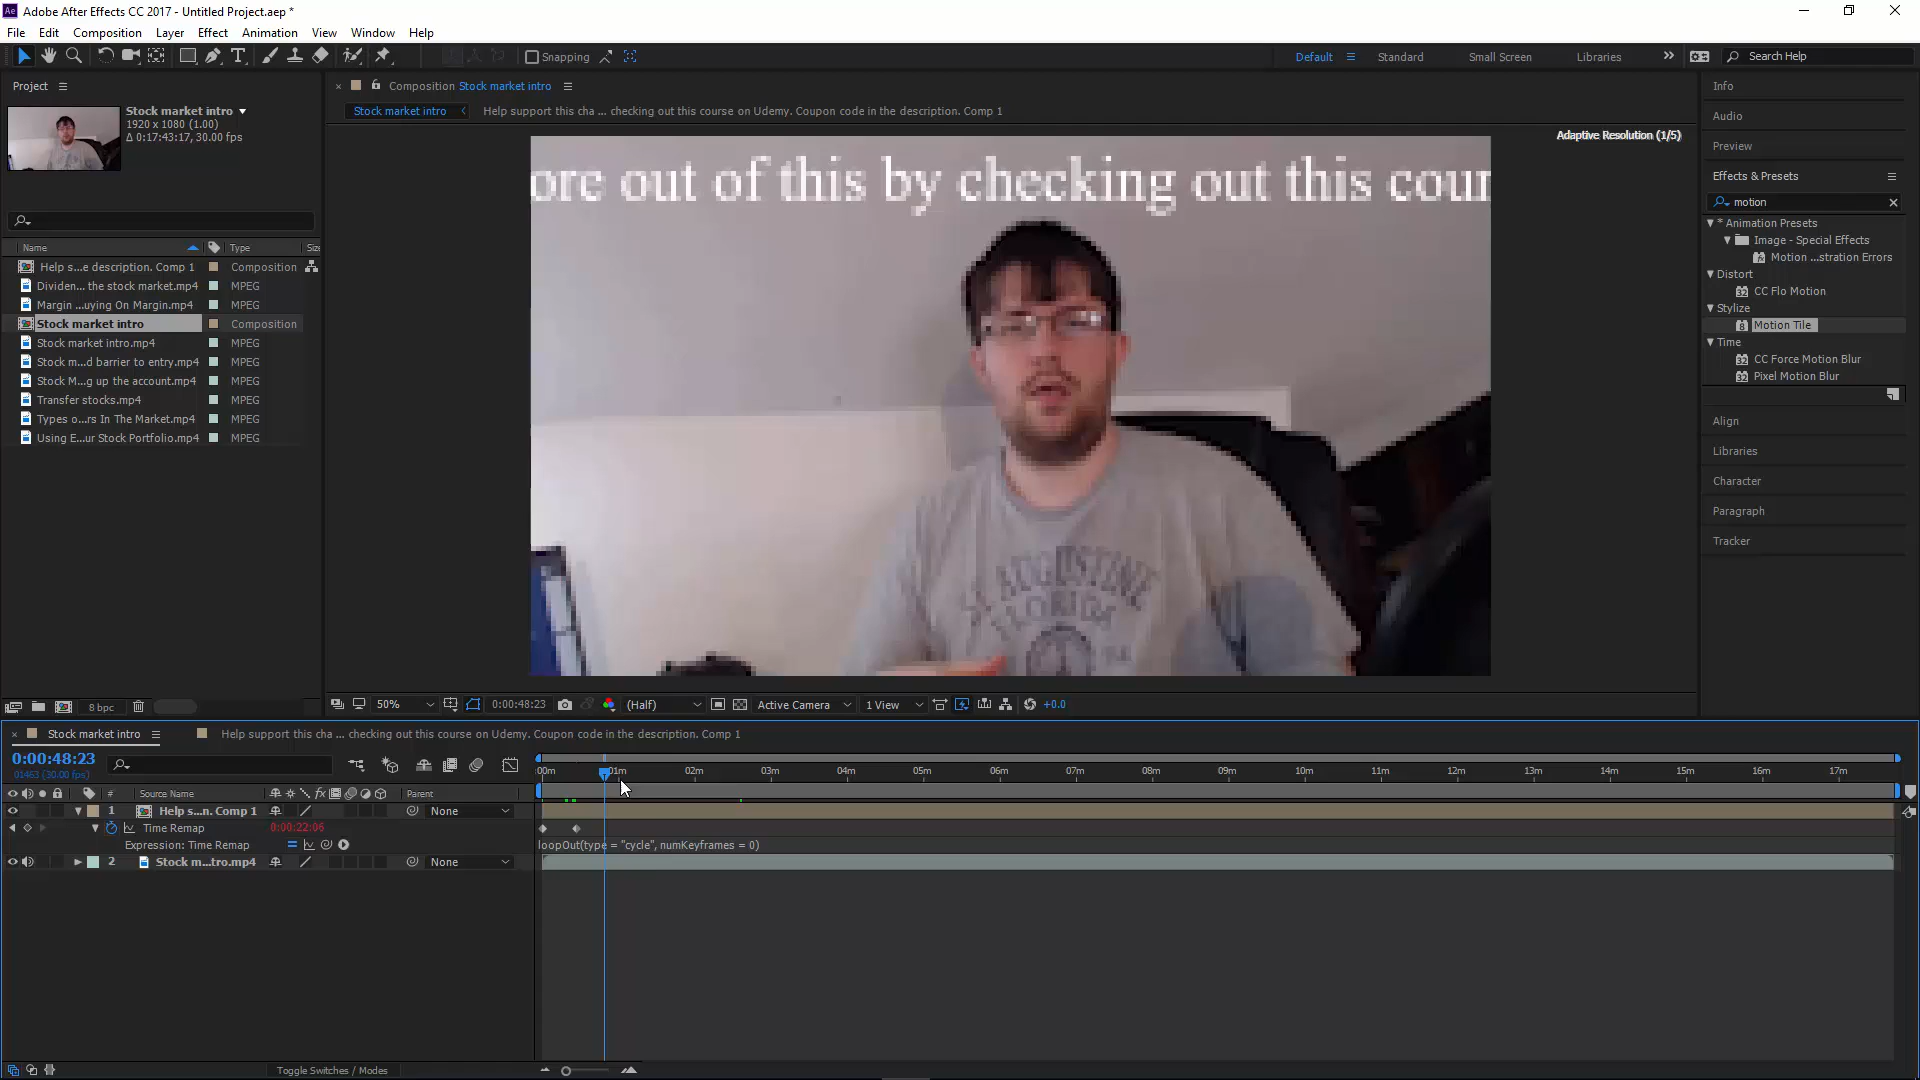 Adobe After Effects CC 2017 - Untitled Project.aep *
File Edit Composition Layer Effect Animation View Window Help
Snapping
Default Standard Small Screen Libraries Search Help
Project
Stock market intro
1920 x 1080 (1.00)
Δ 0:17:43:17, 30.00 fps
Name Type Siz
Help s...e description. Comp 1 Composition
Dividen... the stock market.mp4 MPEG
Margin ...uying On Margin.mp4 MPEG
Stock market intro Composition
Stock market intro.mp4 MPEG
Stock m...d barrier to entry.mp4 MPEG
Stock M...g up the account.mp4 MPEG
Transfer stocks.mp4 MPEG
Types o...rs In The Market.mp4 MPEG
Using E...ur Stock Portfolio.mp4 MPEG
8 bpc
Composition Stock market intro
Stock market intro Help support this cha ... checking out this course on Udemy. Coupon code in the description. Comp 1
Adaptive Resolution (1/5)
ore out of this by checking out this cour
AUGUSTINE
FLORIDA
50% 0:00:48:23 (Half) Active Camera 1 View +0.0
Info
Audio
Preview
Effects & Presets
motion
* Animation Presets
Image - Special Effects
Motion ...stration Errors
Distort
CC Flo Motion
Stylize
Motion Tile
Time
CC Force Motion Blur
Pixel Motion Blur
Align
Libraries
Character
Paragraph
Tracker
Stock market intro Help support this cha ... checking out this course on Udemy. Coupon code in the description. Comp 1
0:00:48:23
01463 (30.00 fps)
:00m 01m 02m 03m 04m 05m 06m 07m 08m 09m 10m 11m 12m 13m 14m 15m 16m 17m
# Source Name Parent
1 Help s...n. Comp 1 None
Time Remap 0:00:22:06
Expression: Time Remap loopOut(type = "cycle", numKeyframes = 0)
2 Stock m...tro.mp4 None
Toggle Switches / Modes